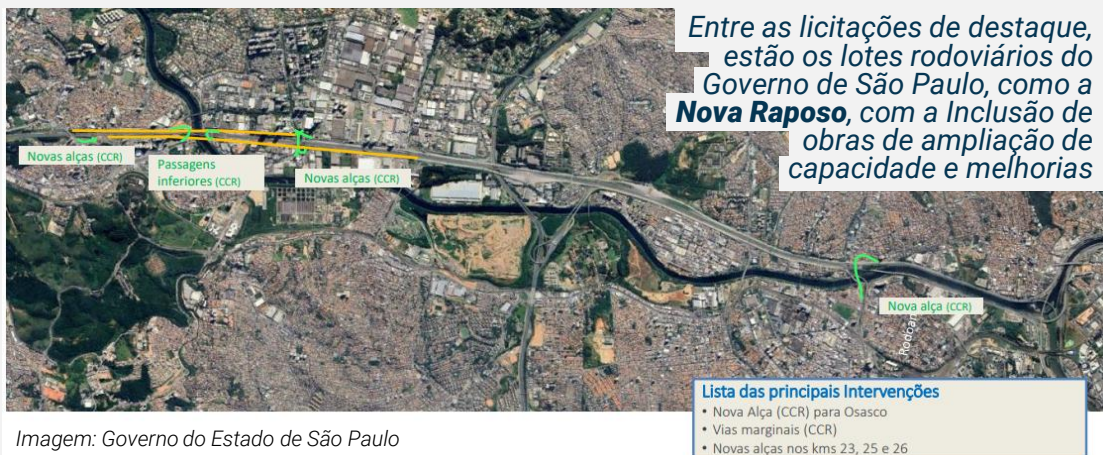 Entre as licitações de destaque,
estão os lotes rodoviários do
Governo de São Paulo, como a
Nova Raposo, com a Inclusão de
obras de ampliação de
capacidade e melhorias
Novas alças (CCR)
Passagens
inferiores (CCR)
Novas alças (CCR)
Nova alça (CCR)
Lista das principais Intervenções
• Nova Alça (CCR) para Osasco
• Vias marginais (CCR)
• Novas alças nos kms 23, 25 e 26
Imagem: Governo do Estado de São Paulo